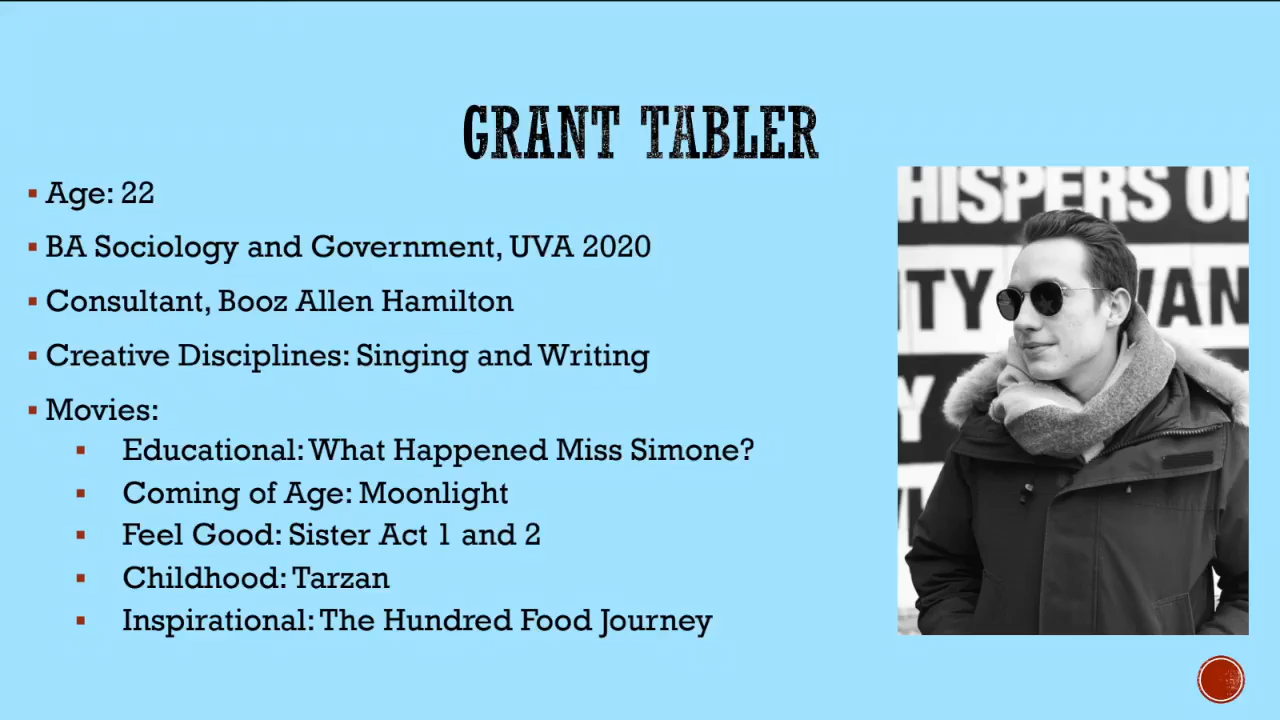 GRANT TABLER
Age: 22
BA Sociology and Government, UVA 2020
Consultant, Booz Allen Hamilton
Creative Disciplines: Singing and Writing
Movies:
Educational: What Happened Miss Simone?
Coming of Age: Moonlight
Feel Good: Sister Act 1 and 2
Childhood: Tarzan
Inspirational: The Hundred Food Journey
HISPERS OF
ITY WAN
Y